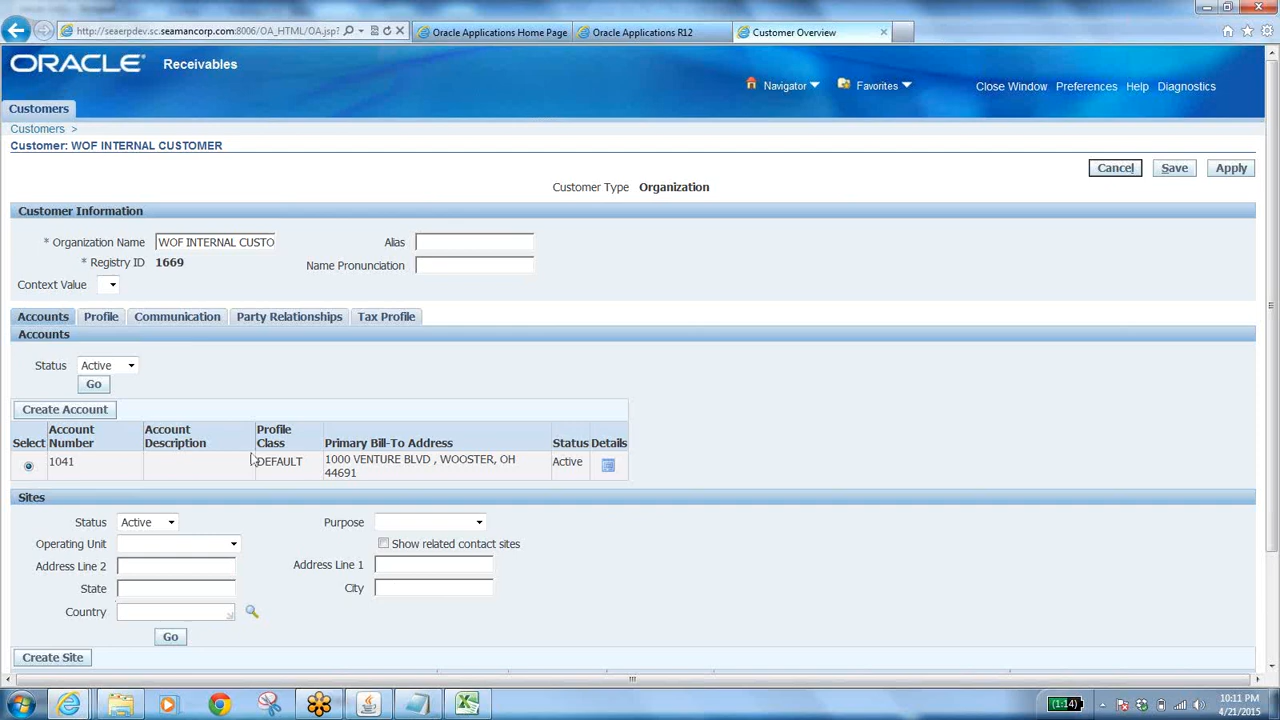 http://seaerpdev.sc.seamancorp.com:8006/OA_HTML/OA.jsp?
Oracle Applications Home Page
Oracle Applications R12
Customer Overview
ORACLE Receivables
Navigator
Favorites
Close Window Preferences Help Diagnostics
Customers
Customers >
Customer: WOF INTERNAL CUSTOMER
Cancel Save Apply
Customer Type Organization
Customer Information
* Organization Name WOF INTERNAL CUSTO Alias
* Registry ID 1669 Name Pronunciation
Context Value
Accounts Profile Communication Party Relationships Tax Profile
Accounts
Status Active
Go
Create Account
Select Account Number Account Description Profile Class Primary Bill-To Address Status Details
1041 DEFAULT 1000 VENTURE BLVD , WOOSTER, OH Active
44691
Sites
Status Active Purpose
Operating Unit Show related contact sites
Address Line 2 Address Line 1
State City
Country
Go
Create Site
(1:14)
10:11 PM
4/21/2015